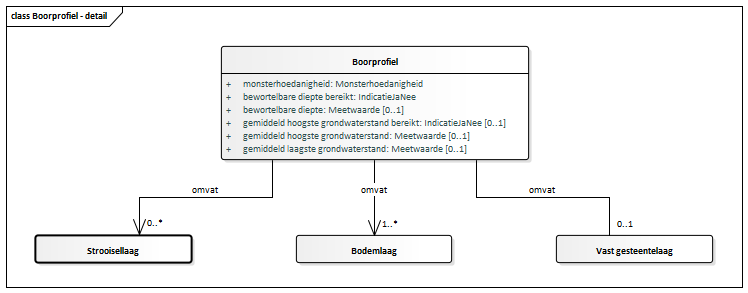 class Boorprofiel - detail
Boorprofiel
+ monsterhoedanigheid: Monsterhoedanigheid
+ bewortelbare diepte bereikt: IndicatieJaNee
+ bewortelbare diepte: Meetwaarde [0..1]
+ gemiddeld hoogste grondwaterstand bereikt: IndicatieJaNee [0..1]
+ gemiddeld hoogste grondwaterstand: Meetwaarde [0..1]
+ gemiddeld laagste grondwaterstand: Meetwaarde [0..1]
omvat omvat omvat
0..* 1..* 0..1
Strooisellaag Bodemlaag Vast gesteentelaag